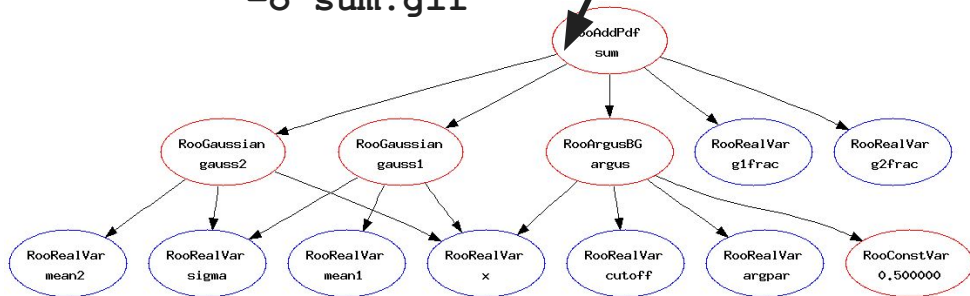 -o sum.gif
ooAddPdf
sum
RooGaussian
gauss2
RooGaussian
gauss1
RooArgusBG
argus
RooRealVar
g1frac
RooRealVar
g2frac
RooRealVar
mean2
RooRealVar
sigma
RooRealVar
mean1
RooRealVar
x
RooRealVar
cutoff
RooRealVar
argpar
RooConstVar
0.500000